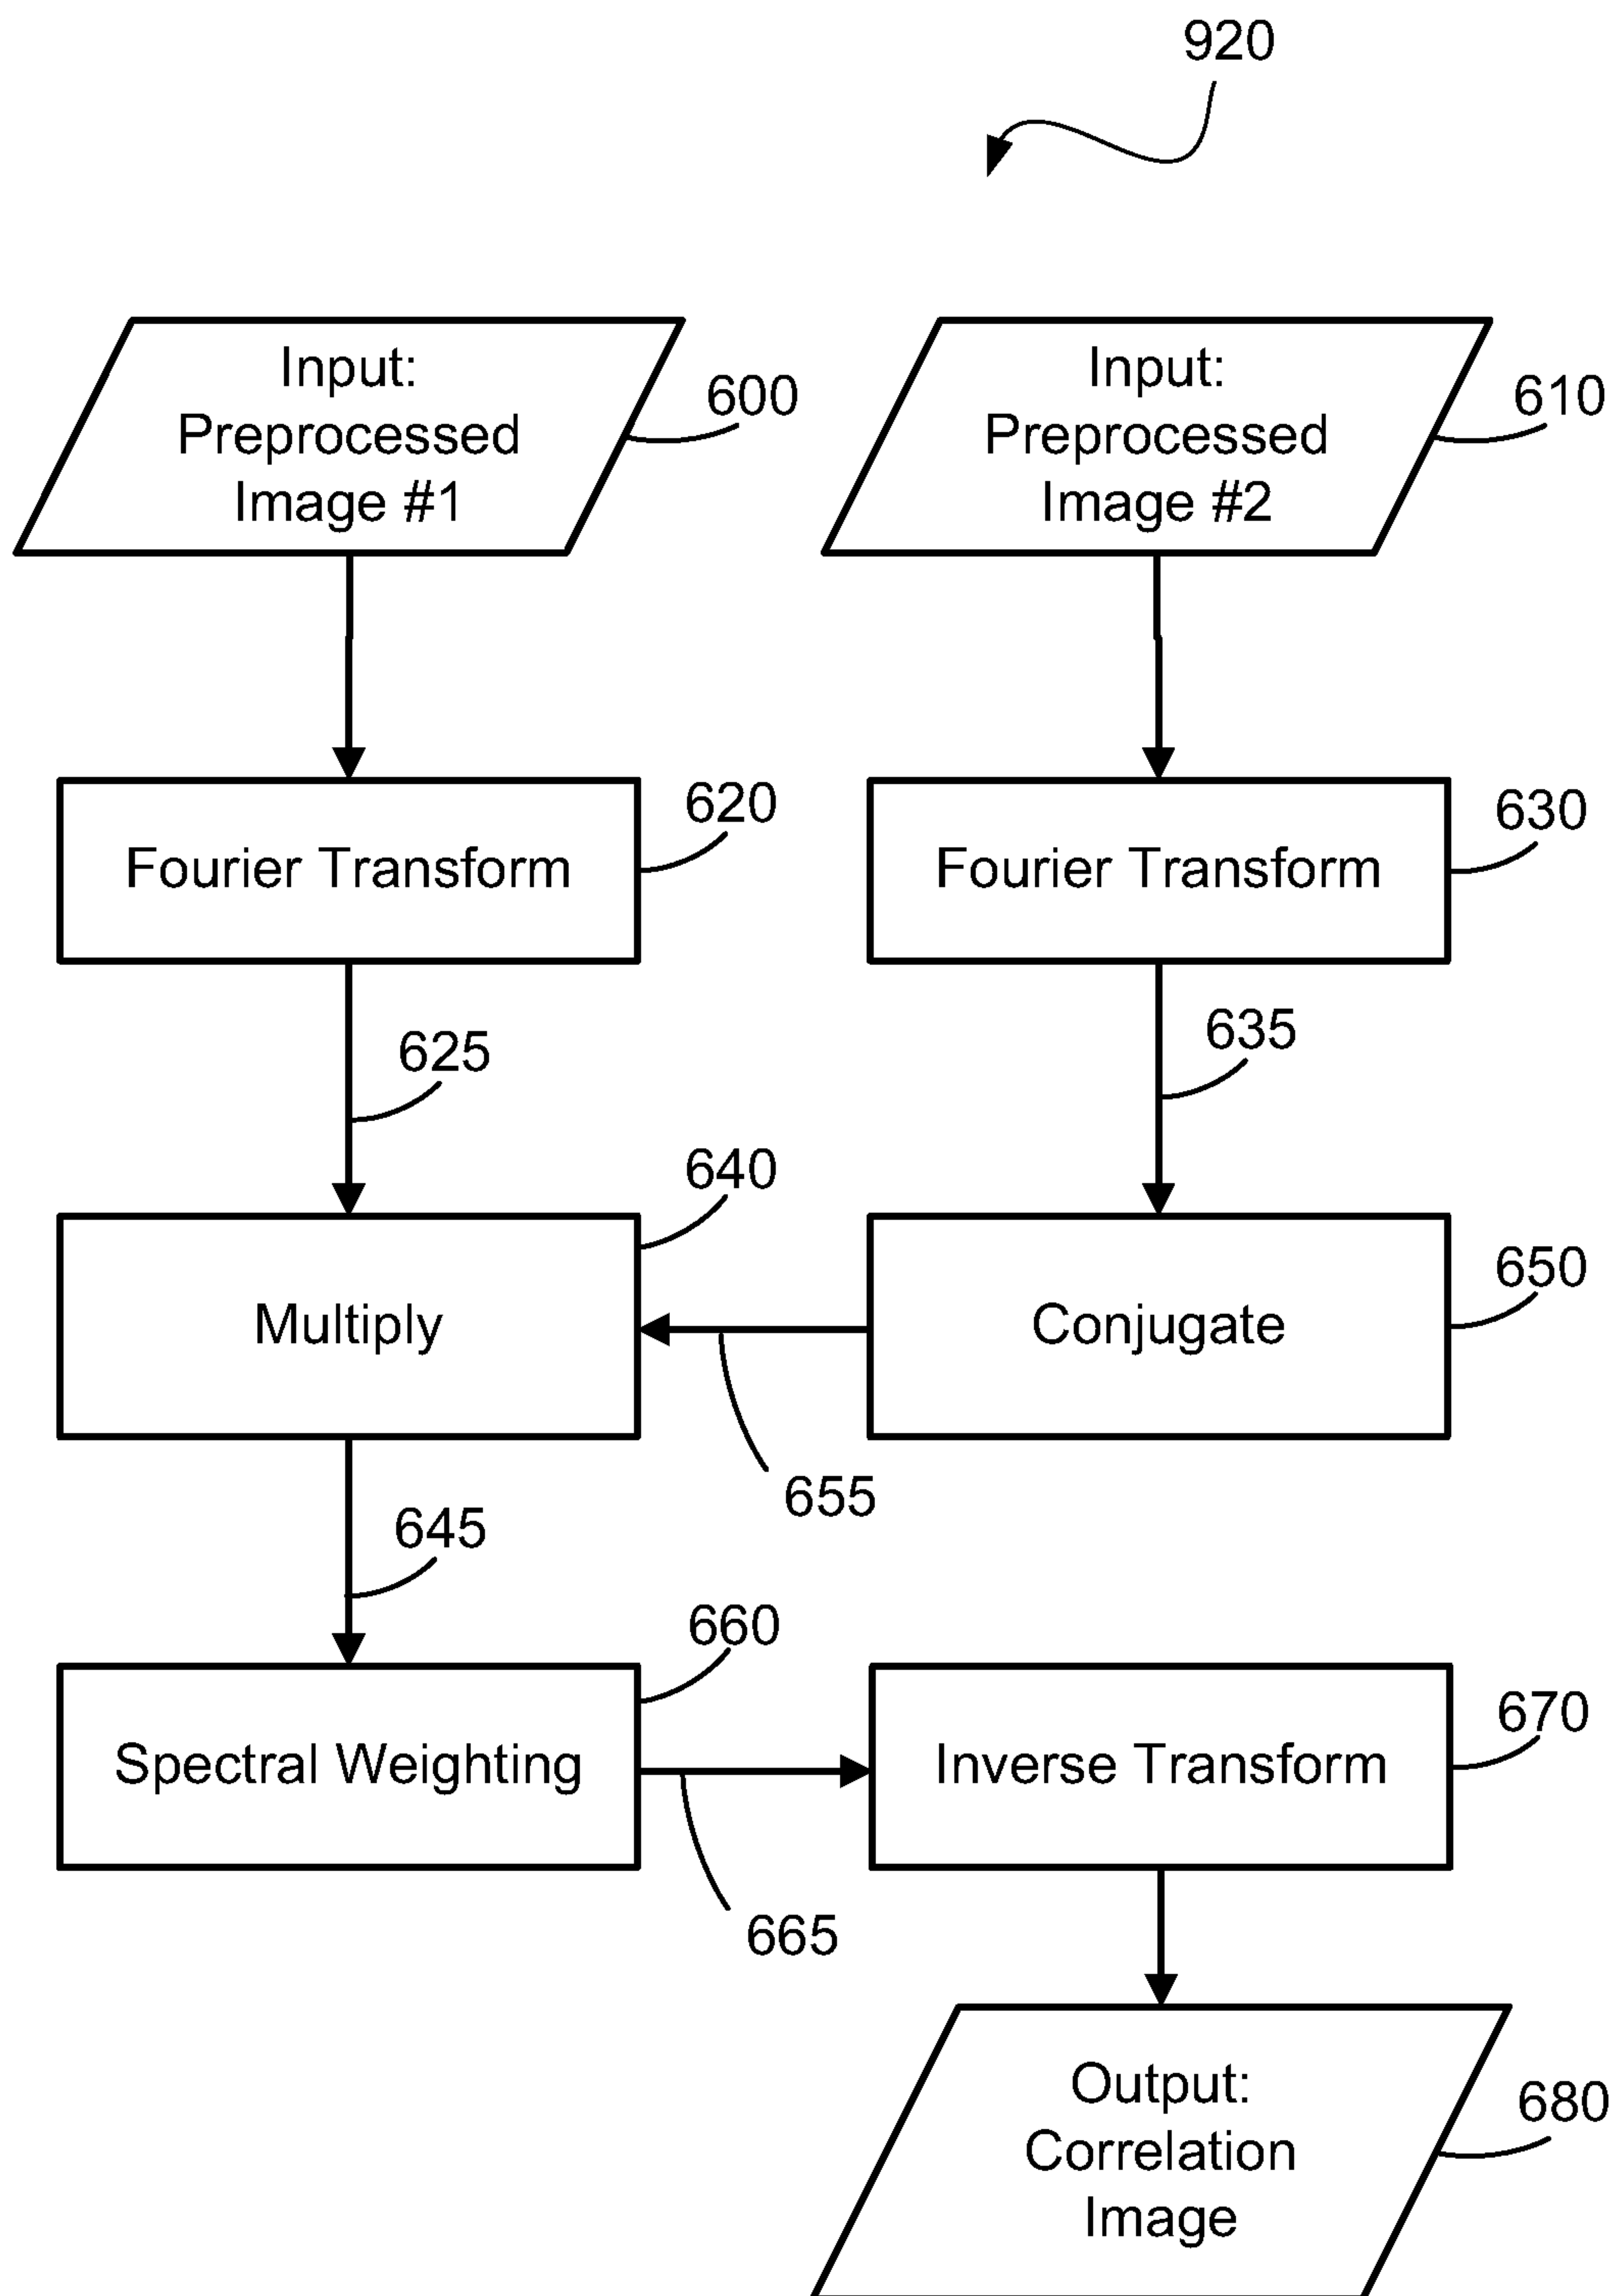 920
Input:
Preprocessed
Image #1
600
Input:
Preprocessed
Image #2
610
Fourier Transform
620
Fourier Transform
630
625
635
640
Multiply
Conjugate
650
655
645
660
Spectral Weighting
Inverse Transform
670
665
Output:
Correlation
Image
680